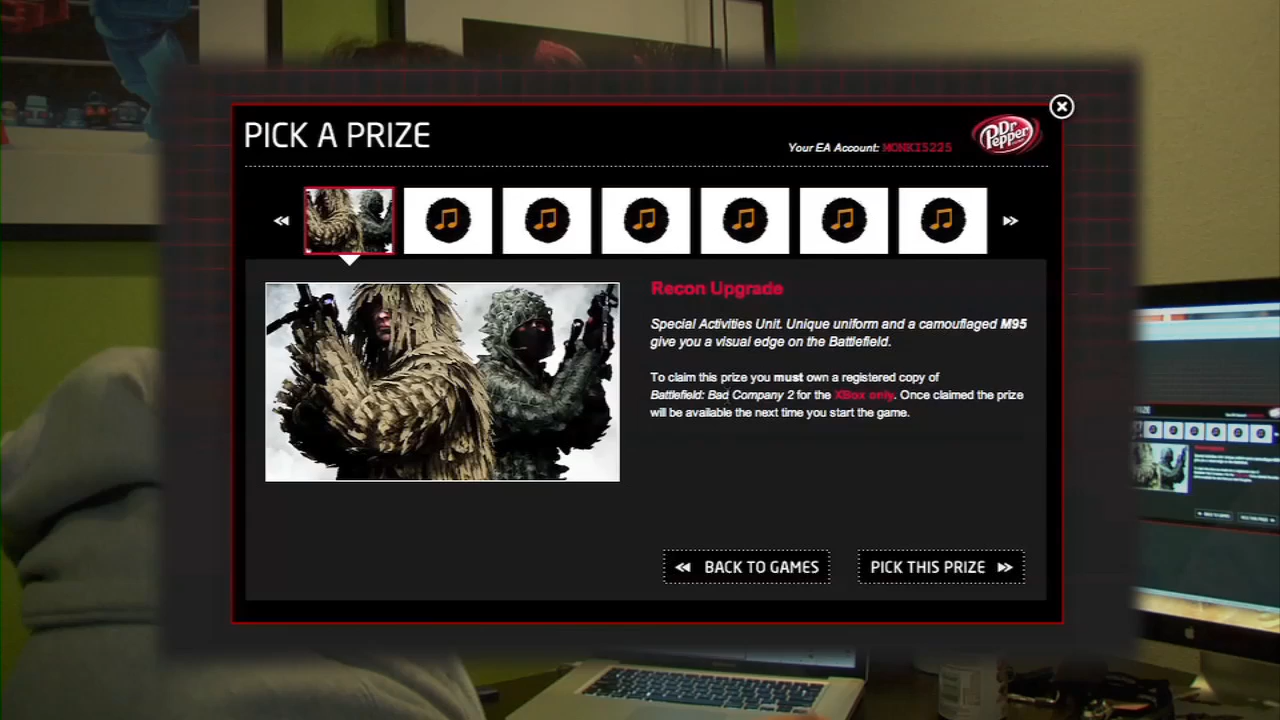 PICK A PRIZE
Your EA Account: MONKI5225
Dr Pepper
Recon Upgrade
Special Activities Unit. Unique uniform and a camouflaged M95
give you a visual edge on the Battlefield.
To claim this prize you must own a registered copy of
Battlefield: Bad Company 2 for the XBox only. Once claimed the prize
will be available the next time you start the game.
BACK TO GAMES
PICK THIS PRIZE